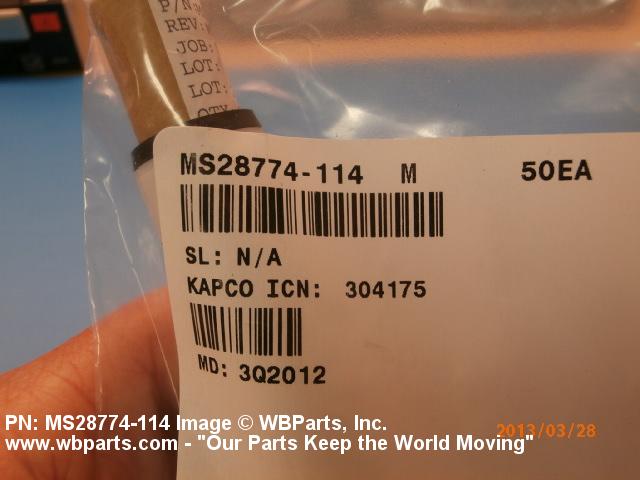 P/N:
REV:
JOB:
LOT:
LOT:
QTY
MS28774-114 M 50EA
SL: N/A
KAPCO ICN: 304175
MD: 3Q2012
PN: MS28774-114 Image © WBParts, Inc.
2013/03/28
www.wbparts.com - "Our Parts Keep the World Moving"